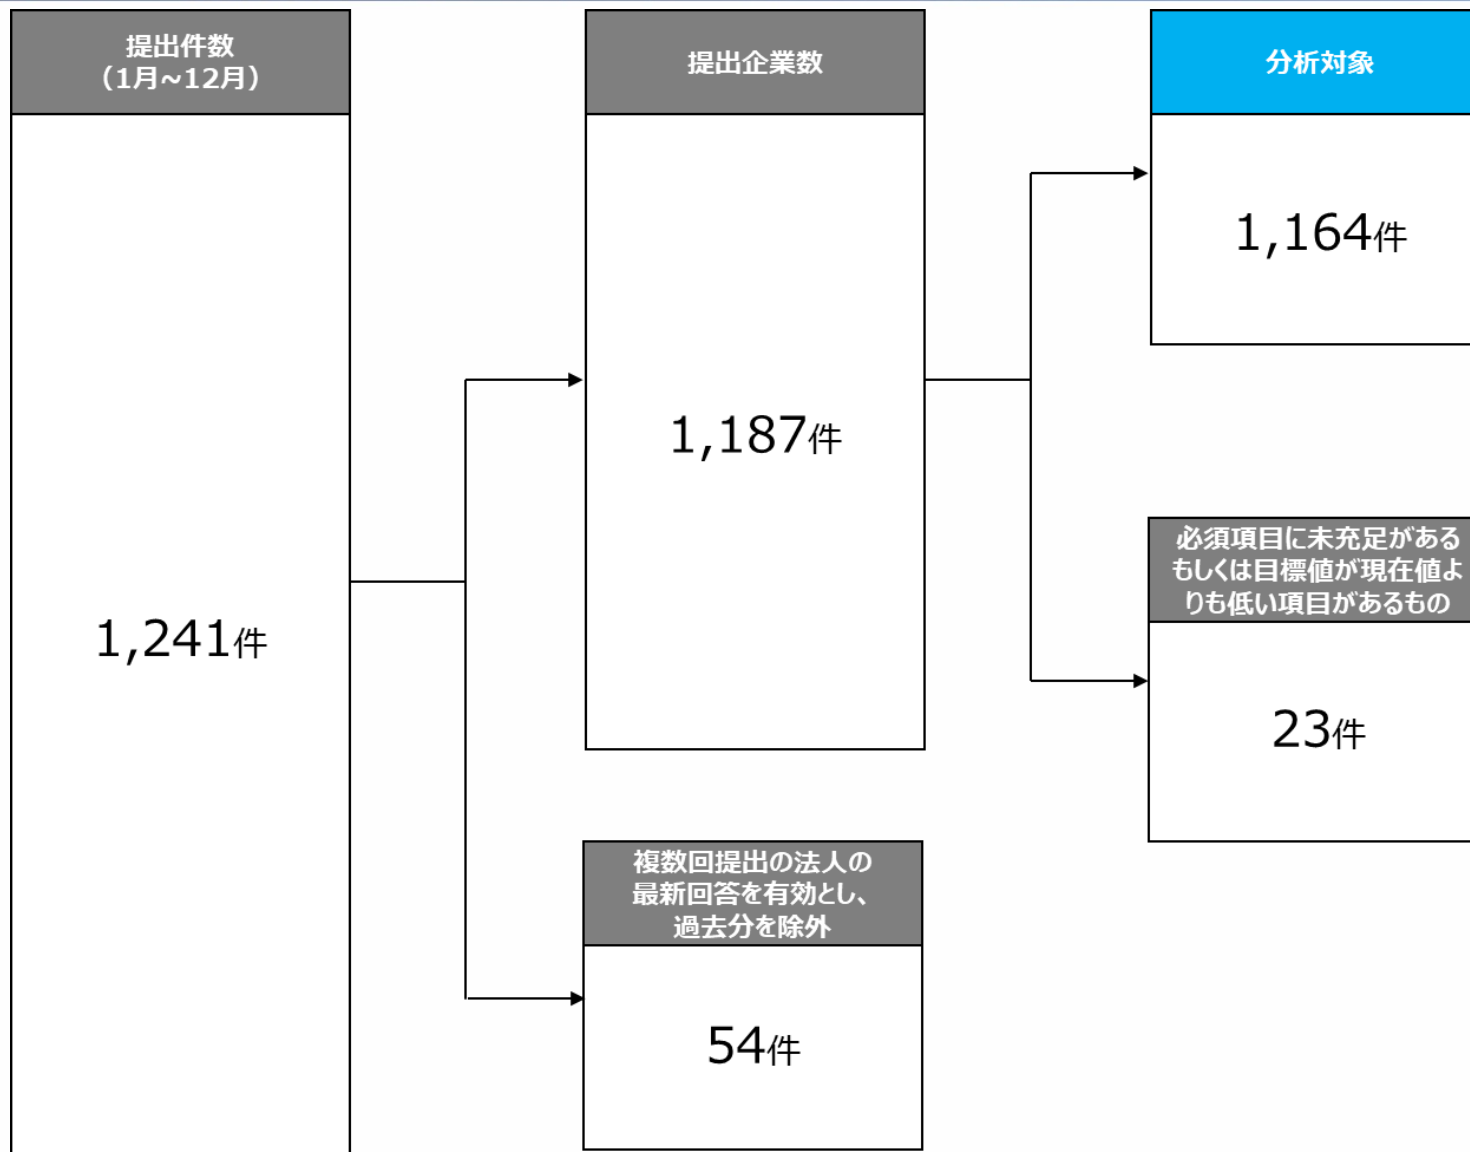 提出件数
(1月~12月)
1,241件
提出企業数
1,187件
複数回提出の法人の
最新回答を有効とし、
過去分を除外
54件
分析対象
1,164件
必須項目に未充足がある
もしくは目標値が現在値よ
りも低い項目があるもの
23件